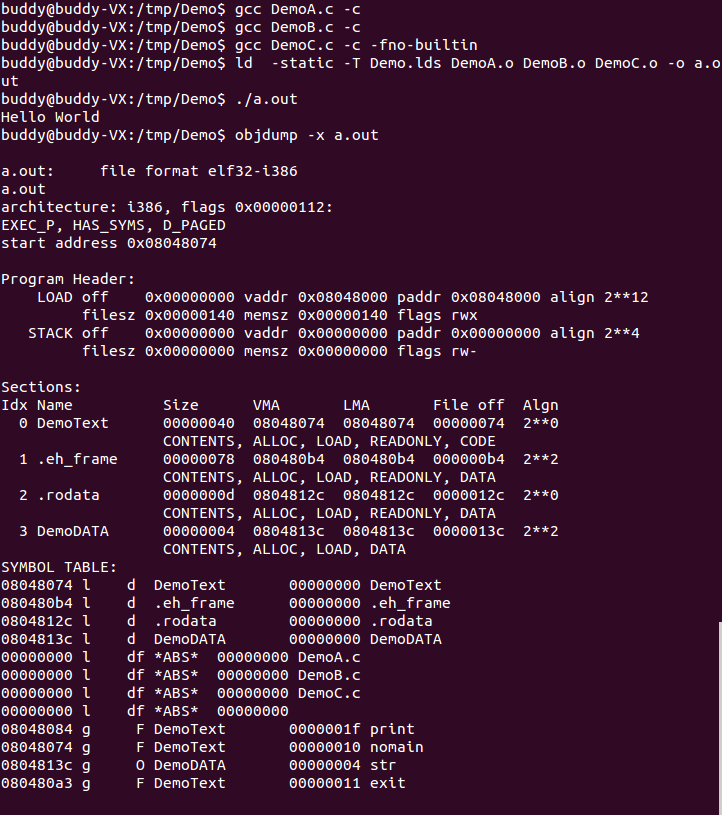 buddy@buddy-VX:/tmp/Demo$ gcc DemoA.c -c
buddy@buddy-VX:/tmp/Demo$ gcc DemoB.c -c
buddy@buddy-VX:/tmp/Demo$ gcc DemoC.c -c -fno-builtin
buddy@buddy-VX:/tmp/Demo$ ld  -static -T Demo.lds DemoA.o DemoB.o DemoC.o -o a.o
ut
buddy@buddy-VX:/tmp/Demo$ ./a.out
Hello World
buddy@buddy-VX:/tmp/Demo$ objdump -x a.out

a.out:     file format elf32-i386
a.out
architecture: i386, flags 0x00000112:
EXEC_P, HAS_SYMS, D_PAGED
start address 0x08048074

Program Header:
    LOAD off    0x00000000 vaddr 0x08048000 paddr 0x08048000 align 2**12
         filesz 0x00000140 memsz 0x00000140 flags rwx
   STACK off    0x00000000 vaddr 0x00000000 paddr 0x00000000 align 2**4
         filesz 0x00000000 memsz 0x00000000 flags rw-

Sections:
Idx Name          Size      VMA       LMA       File off  Algn
  0 DemoText      00000040  08048074  08048074  00000074  2**0
                  CONTENTS, ALLOC, LOAD, READONLY, CODE
  1 .eh_frame     00000078  080480b4  080480b4  000000b4  2**2
                  CONTENTS, ALLOC, LOAD, READONLY, DATA
  2 .rodata       0000000d  0804812c  0804812c  0000012c  2**0
                  CONTENTS, ALLOC, LOAD, READONLY, DATA
  3 DemoDATA      00000004  0804813c  0804813c  0000013c  2**2
                  CONTENTS, ALLOC, LOAD, DATA
SYMBOL TABLE:
08048074 l    d  DemoText       00000000 DemoText
080480b4 l    d  .eh_frame      00000000 .eh_frame
0804812c l    d  .rodata        00000000 .rodata
0804813c l    d  DemoDATA       00000000 DemoDATA
00000000 l    df *ABS*  00000000 DemoA.c
00000000 l    df *ABS*  00000000 DemoB.c
00000000 l    df *ABS*  00000000 DemoC.c
00000000 l    df *ABS*  00000000
08048084 g     F DemoText       0000001f print
08048074 g     F DemoText       00000010 nomain
0804813c g     O DemoDATA       00000004 str
080480a3 g     F DemoText       00000011 exit